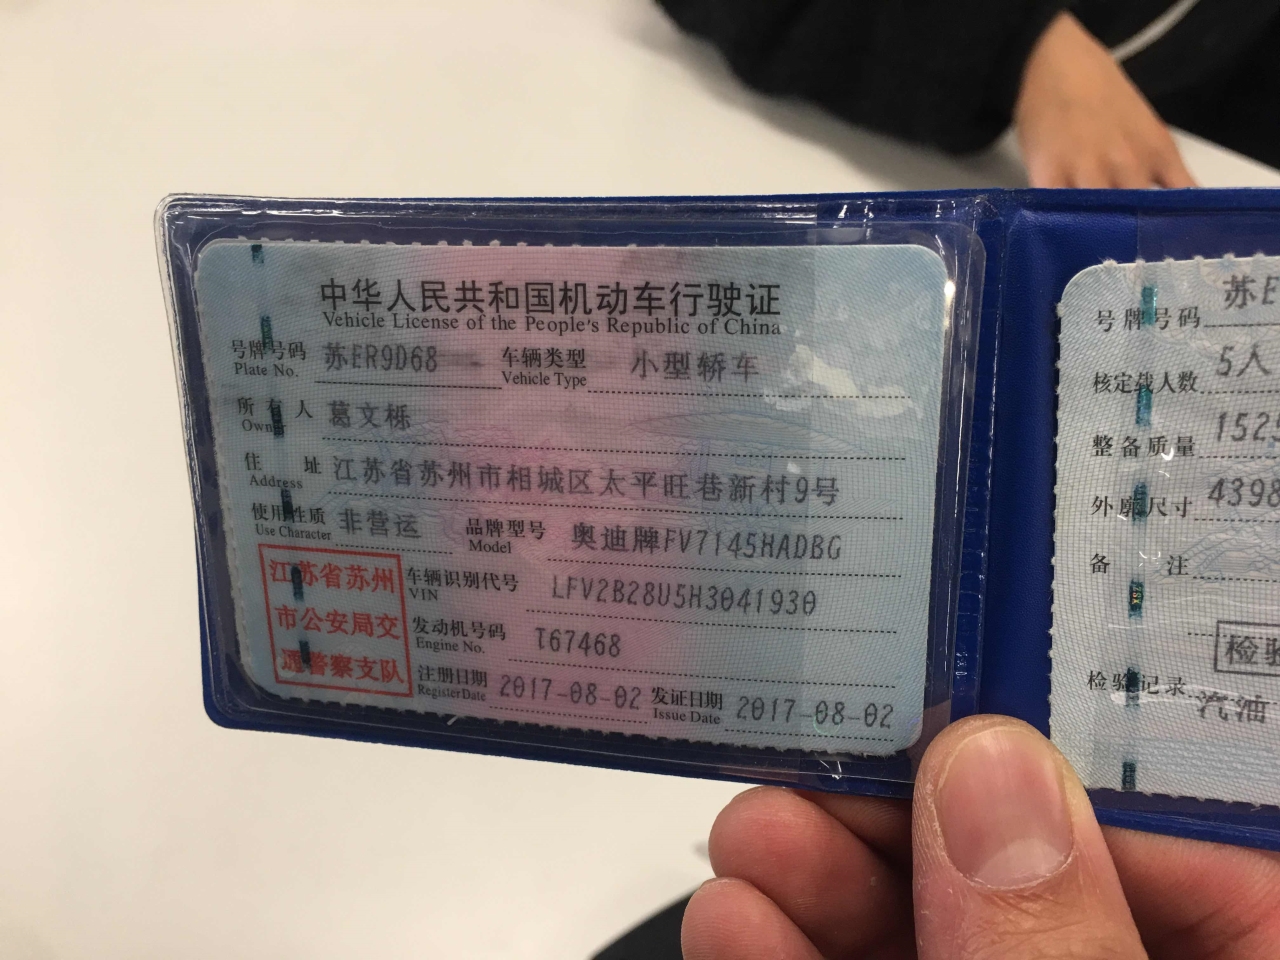 中华人民共和国机动车行驶证
Vehicle License of the People's Republic of China
号牌号码 苏ER9D68 车辆类型 小型轿车
Plate No. Vehicle Type
所有人 葛文栎
Owner
住址 江苏省苏州市相城区太平旺巷新村9号
Address
使用性质 非营运 品牌型号 奥迪牌FV7145HADBG
Use Character Model
江苏省苏州
市公安局交
通警察支队
车辆识别代号 LFV2B28U5H3041930
VIN
发动机号码 T67468
Engine No.
注册日期 2017-08-02 发证日期 2017-08-02
Register Date Issue Date
号牌号码 苏E
核定载人数 5人
整备质量 152
外廓尺寸 4398
备注
检验
检验记录 汽油